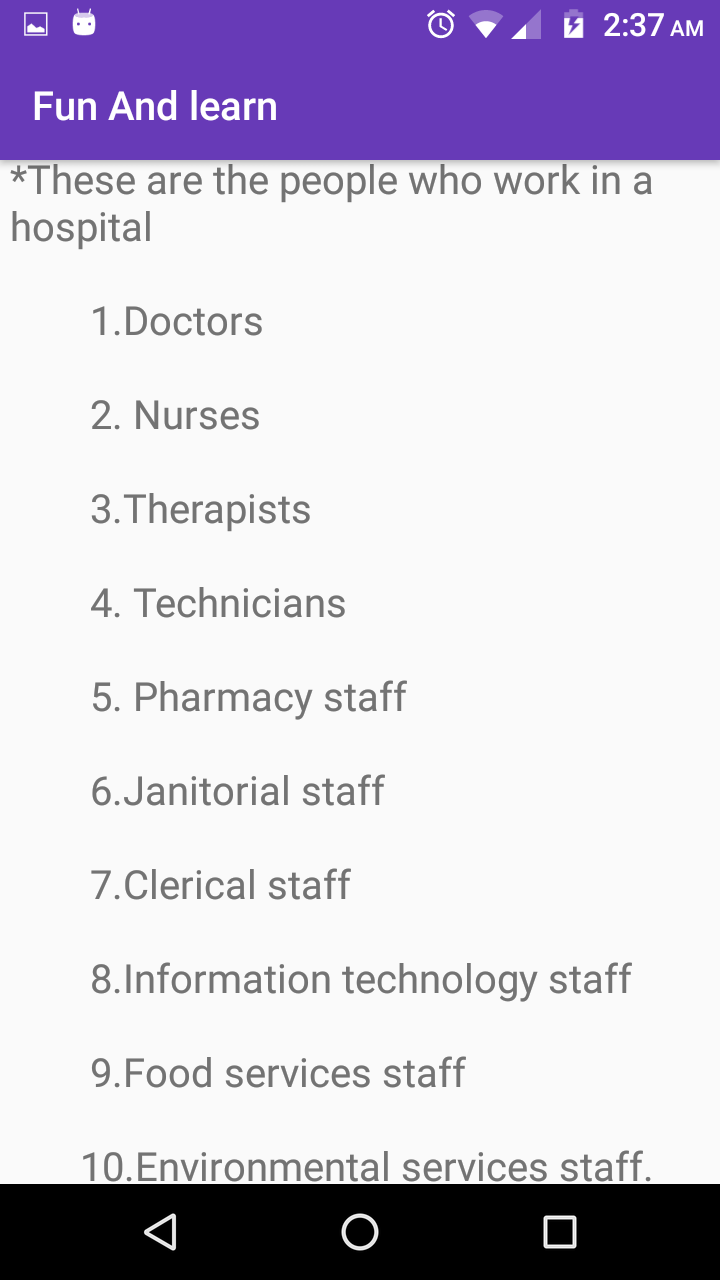 2:37 AM
Fun And learn
*These are the people who work in a
hospital
1.Doctors
2. Nurses
3.Therapists
4. Technicians
5. Pharmacy staff
6.Janitorial staff
7.Clerical staff
8.Information technology staff
9.Food services staff
10.Environmental services staff.